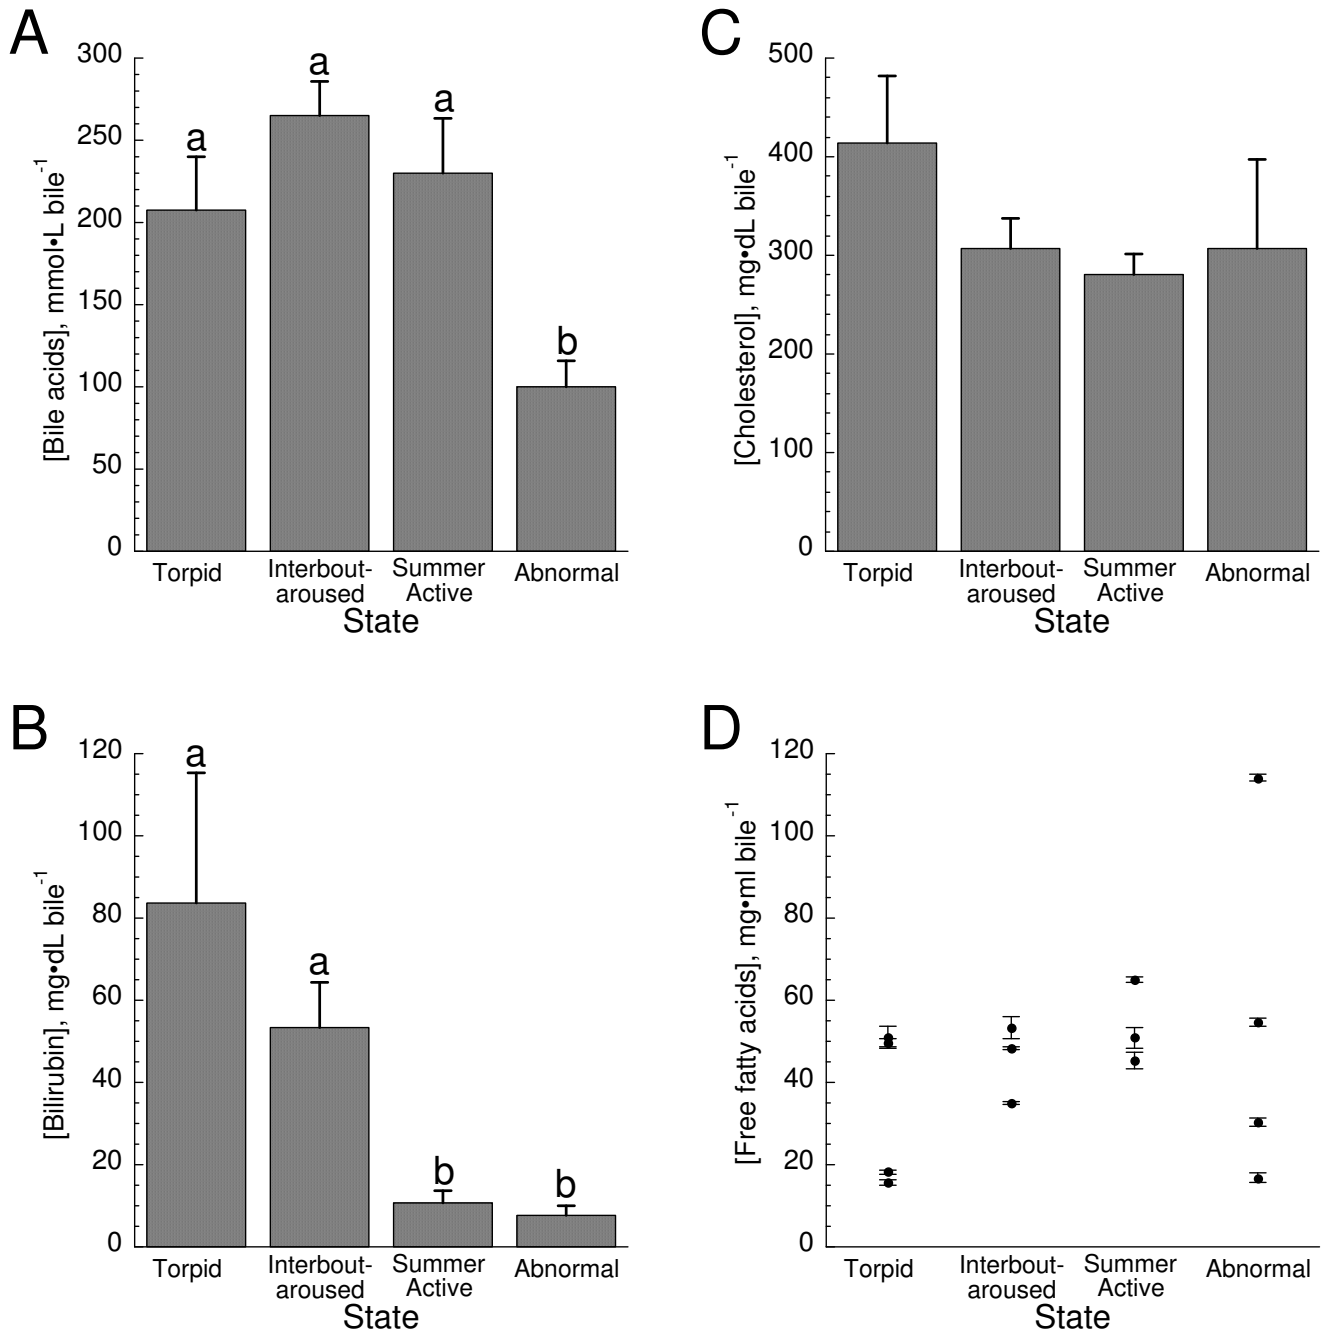 A
300
250
200
150
100
50
0
[Bile acids], mmol•L bile⁻¹
a
a
a
b
Torpid
Interbout-
aroused
Summer
Active
Abnormal
State
C
500
400
300
200
100
0
[Cholesterol], mg•dL bile⁻¹
Torpid
Interbout-
aroused
Summer
Active
Abnormal
State
B
120
100
80
60
40
20
0
[Bilirubin], mg•dL bile⁻¹
a
a
b
b
Torpid
Interbout-
aroused
Summer
Active
Abnormal
State
D
120
100
80
60
40
20
0
[Free fatty acids], mg•ml bile⁻¹
Torpid
Interbout-
aroused
Summer
Active
Abnormal
State